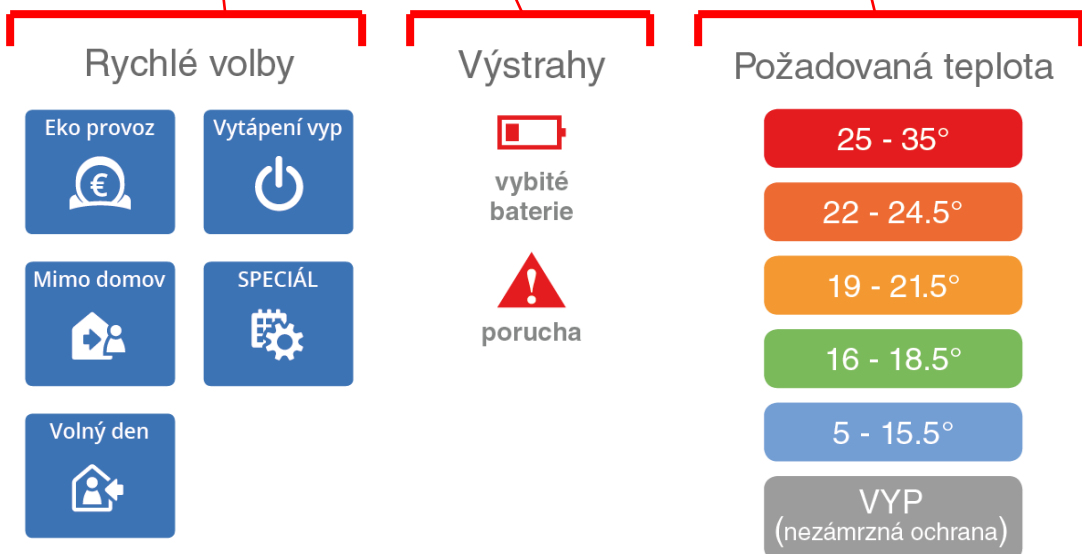 Rychlé volby
Eko provoz
Vytápení vyp
€
Mimo domov
SPECIÁL
Volný den
Výstrahy
vybité
baterie
!
porucha
Požadovaná teplota
25 - 35°
22 - 24.5°
19 - 21.5°
16 - 18.5°
5 - 15.5°
VYP
(nezámrzná ochrana)